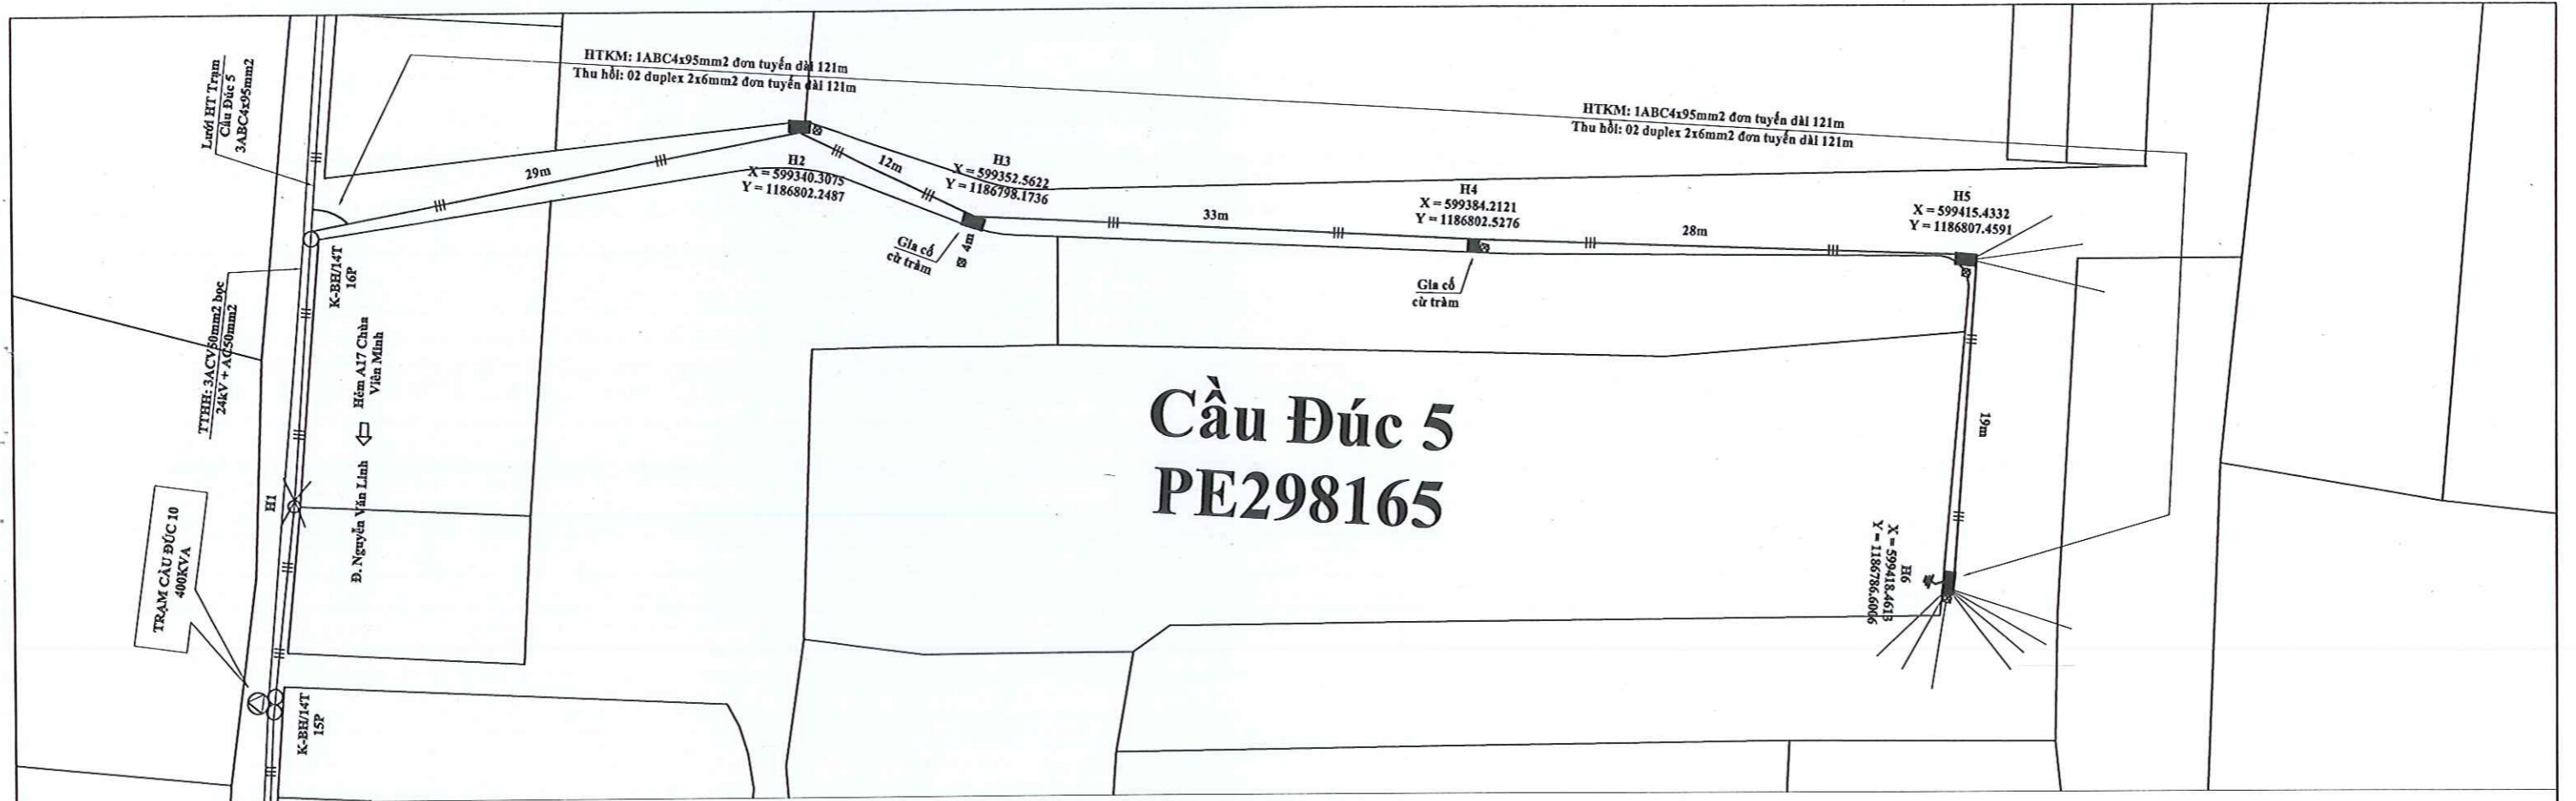 Lưới HT Trạm
Cầu Đúc 5
3ABC4x95mm2
HTKM: 1ABC4x95mm2 đơn tuyến dài 121m
Thu hồi: 02 duplex 2x6mm2 đơn tuyến dài 121m
HTKM: 1ABC4x95mm2 đơn tuyến dài 121m
Thu hồi: 02 duplex 2x6mm2 đơn tuyến dài 121m
29m
H2
X = 599340.3075
Y = 1186802.2487
12m
H3
X = 599352.5622
Y = 1186798.1736
33m
H4
X = 599384.2121
Y = 1186802.5276
28m
H5
X = 599415.4332
Y = 1186807.4591
Gia cố
cừ tràm
4m
Gia cố
cừ tràm
K-BH/14T
16P
TTHH: 3ACV50mm2 bọc
24kV + AC50mm2
Hẻm A17 Chùa
Viên Minh
Đ. Nguyễn Văn Linh
H1
TRẠM CẦU ĐÚC 10
400KVA
K-BH/14T
15P
Cầu Đúc 5
PE298165
19m
H6
X = 599418.4613
Y = 1186786.6006